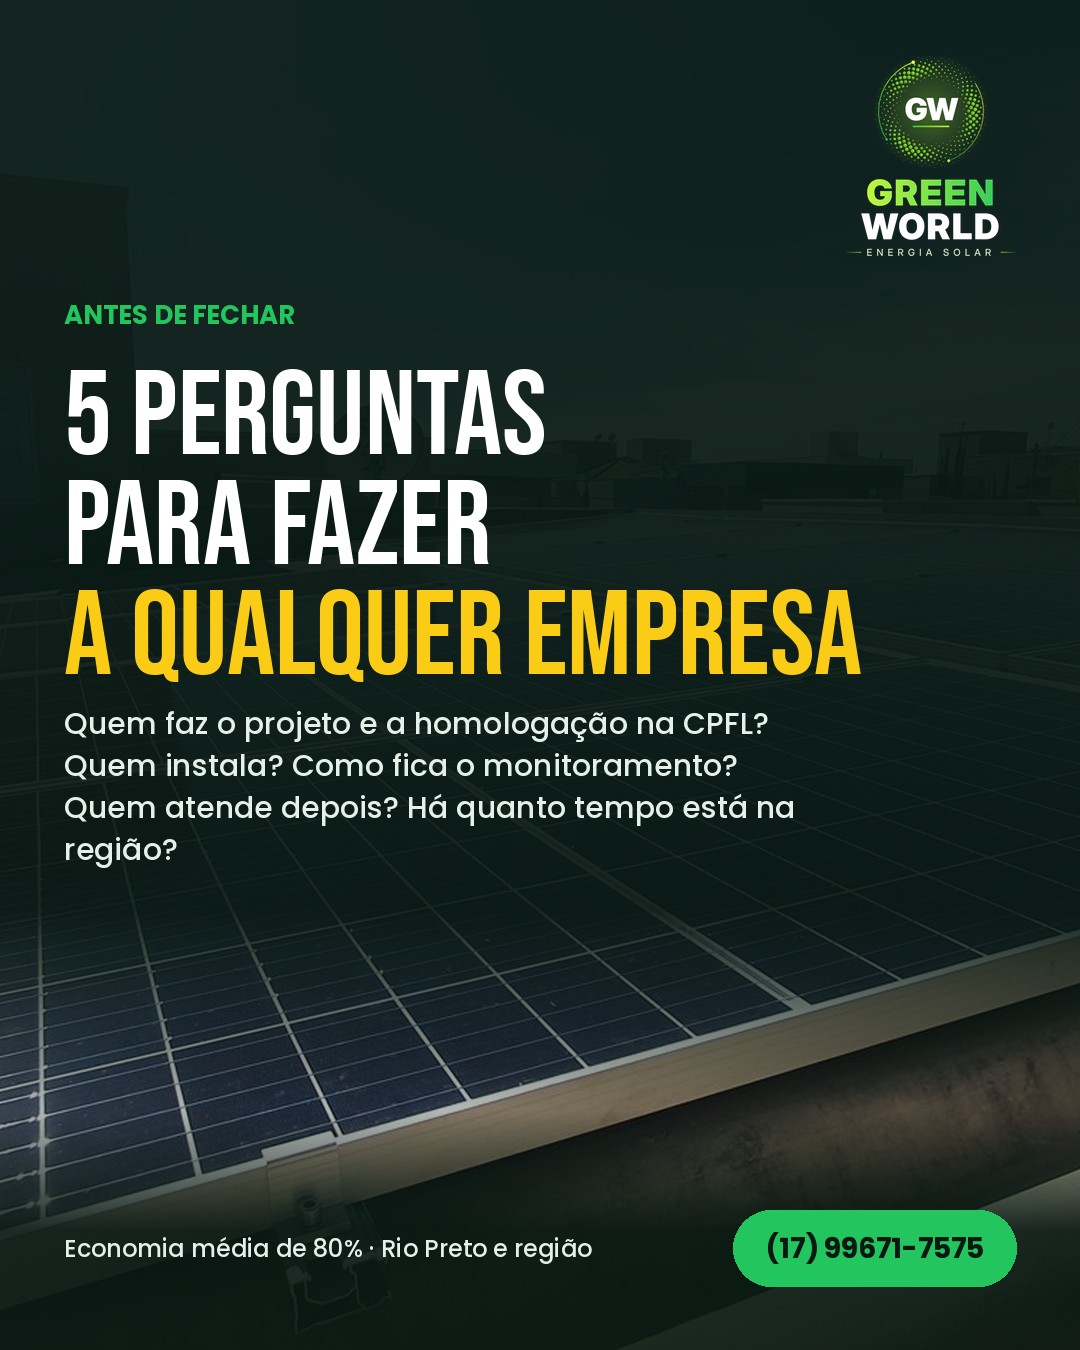 GW
GREEN
WORLD
ENERGIA SOLAR
ANTES DE FECHAR
5 PERGUNTAS
PARA FAZER
A QUALQUER EMPRESA
Quem faz o projeto e a homologação na CPFL?
Quem instala? Como fica o monitoramento?
Quem atende depois? Há quanto tempo está na
região?
Economia média de 80% · Rio Preto e região
(17) 99671-7575